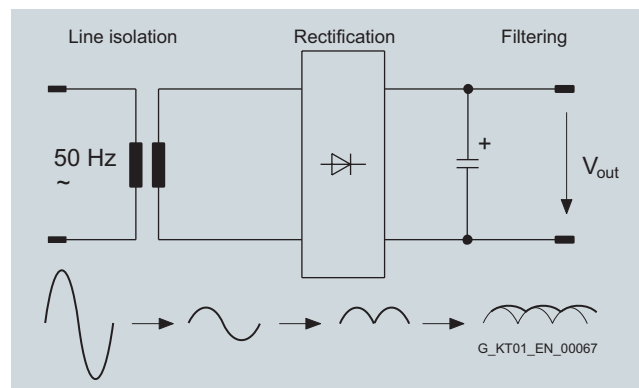 Line isolation
Rectification
Filtering
50 Hz
~
+
Vout
G_KT01_EN_00067